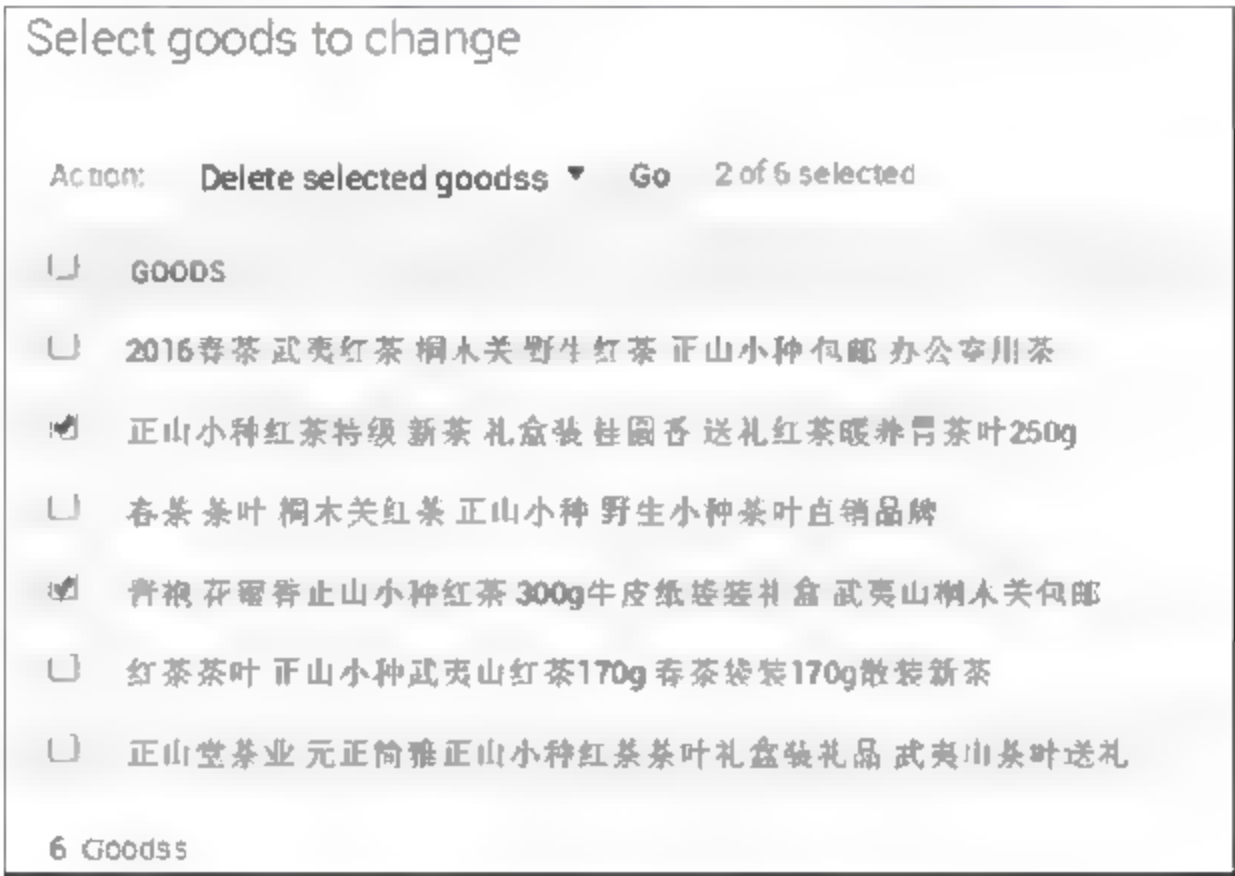 Select goods to change
Action: Delete selected goodss Go 2 of 6 selected
GOODS
2016春茶 武夷红茶 桐木关 野生红茶 正山小种 包邮 办公室用茶
正山小种红茶特级 新茶 礼盒装 桂圆香 送礼红茶暖养胃茶叶250g
春茶 茶叶 桐木关红茶 正山小种 野生小种茶叶直销品牌
花蜜香正山小种红茶 300g牛皮纸袋装礼盒 武夷山桐木关包邮
红茶茶叶 正山小种武夷山红茶170g 春茶袋装170g散装新茶
正山堂茶业 元正简雅正山小种红茶茶叶礼盒装礼品 武夷山茶叶送礼
6 Goodss